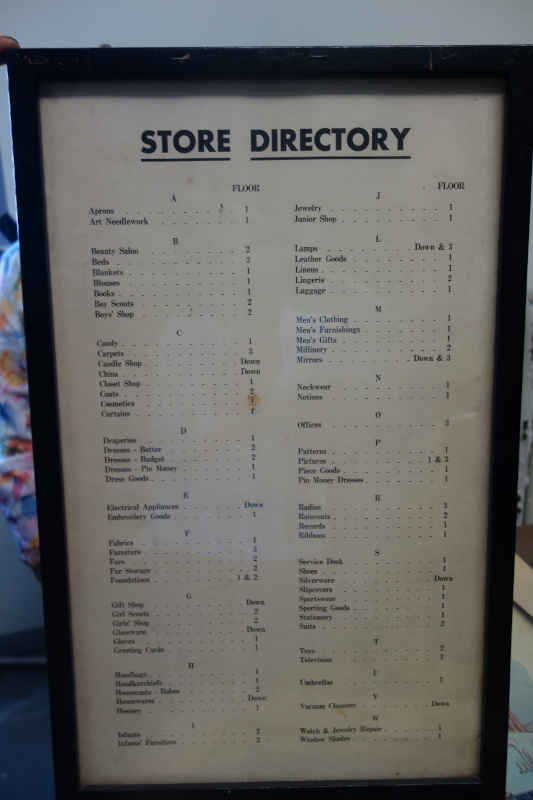 STORE DIRECTORY
FLOOR
A
Aprons 1
Art Needlework 1
B
Beauty Salon 2
Beds 3
Blankets 1
Blouses 1
Books 1
Boy Scouts 2
Boys' Shop 2
C
Candy 1
Carpets 3
Candle Shop Down
China Down
Closet Shop 1
Coats 2
Cosmetics 1
Curtains 1
D
Draperies 1
Dresses - Better 2
Dresses - Budget 2
Dresses - Pin Money 1
Dress Goods 1
E
Electrical Appliances Down
Embroidery Goods 1
F
Fabrics 1
Furniture 3
Furs 2
Fur Storage 2
Foundations 1 & 2
G
Gift Shop Down
Girl Scouts 2
Girls' Shop 2
Glassware Down
Gloves 1
Greeting Cards 1
H
Handbags 1
Handkerchiefs 1
Housecoats - Robes 2
Housewares Down
Hosiery 1
I
Infants 2
Infants' Furniture 2
FLOOR
J
Jewelry 1
Junior Shop 1
L
Lamps Down & 3
Leather Goods 1
Linens 1
Lingerie 2
Luggage 1
M
Men's Clothing 1
Men's Furnishings 1
Men's Gifts 1
Millinery 2
Mirrors Down & 3
N
Neckwear 1
Notions 1
O
Offices 3
P
Patterns 1
Pictures 1 & 3
Piece Goods 1
Pin Money Dresses 1
R
Radios 3
Raincoats 2
Records 1
Ribbons 1
S
Service Desk 1
Shoes 1
Silverware Down
Slipcovers 1
Sportswear 1
Sporting Goods 1
Stationery 1
Suits 2
T
Toys 2
Television 3
U
Umbrellas 1
V
Vacuum Cleaners Down
W
Watch & Jewelry Repair 1
Window Shades 1